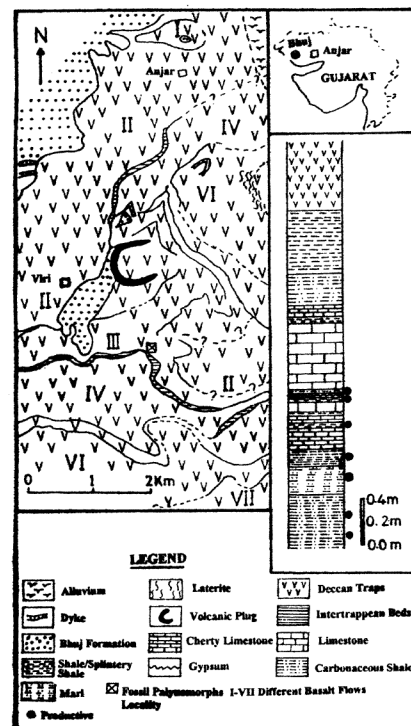 N
I
Anjar
II
IV
VI
Viri
II
III
II
IV
VI
VII
0 1 2Km
Bhuj
Anjar
GUJARAT
0.4m
0.2m
0.0m
LEGEND
Alluvium
Laterite
Deccan Traps
Dyke
Volcanic Plug
Intertrappean Beds
Bhuj Formation
Cherty Limestone
Limestone
Shale/Splintery Shale
Gypsum
Carbonaceous Shale
Marl
Fossil Palynomorphs Locality
I-VII Different Basalt Flows
Productive